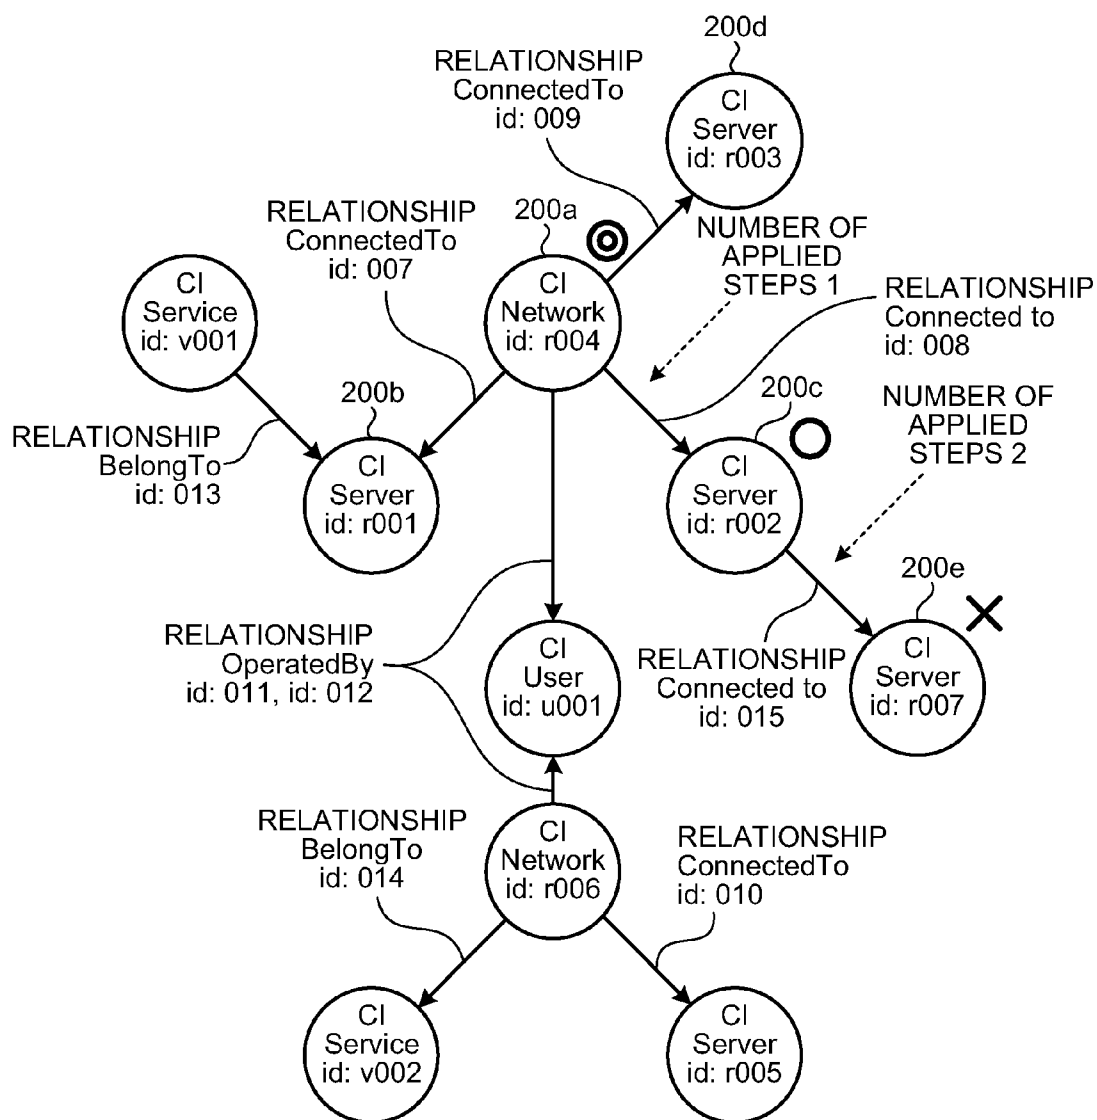 200d
RELATIONSHIP
ConnectedTo
id: 009
CI
Server
id: r003
200a
RELATIONSHIP
ConnectedTo
id: 007
NUMBER OF
APPLIED
STEPS 1
CI
Service
id: v001
CI
Network
id: r004
RELATIONSHIP
Connected to
id: 008
200b
200c
NUMBER OF
APPLIED
STEPS 2
RELATIONSHIP
BelongTo
id: 013
CI
Server
id: r001
CI
Server
id: r002
200e
RELATIONSHIP
OperatedBy
id: 011, id: 012
CI
User
id: u001
RELATIONSHIP
Connected to
id: 015
CI
Server
id: r007
RELATIONSHIP
BelongTo
id: 014
CI
Network
id: r006
RELATIONSHIP
ConnectedTo
id: 010
CI
Service
id: v002
CI
Server
id: r005